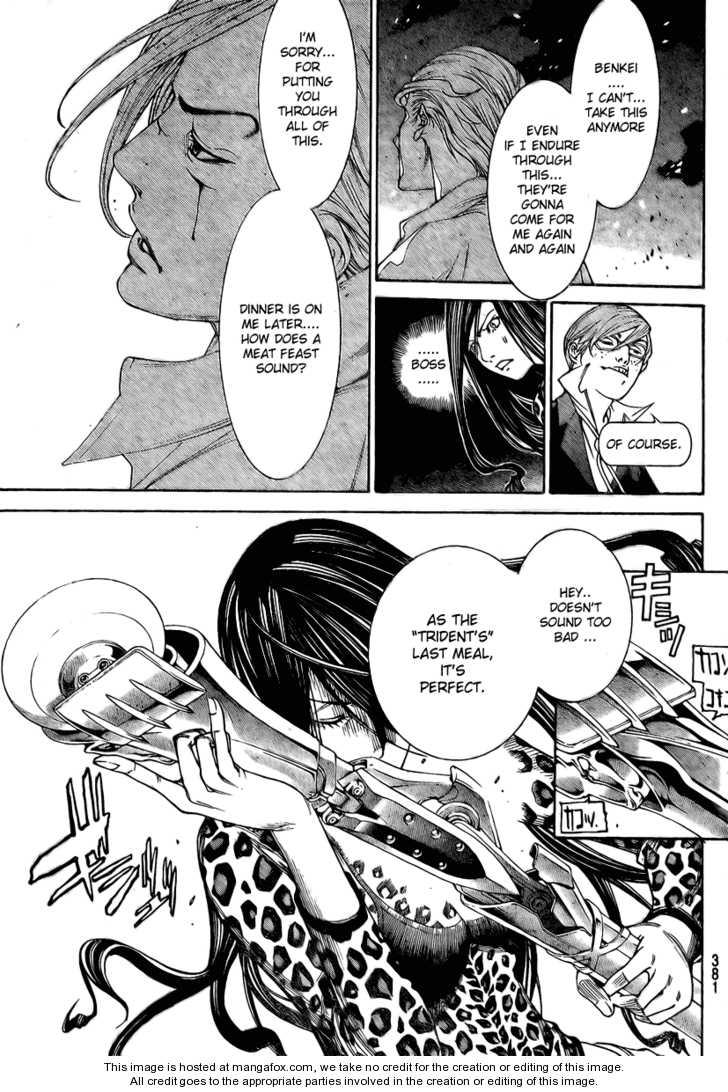 BENKEI
....
I CAN'T...
TAKE THIS
ANYMORE
EVEN
IF I ENDURE
THROUGH
THIS...
THEY'RE
GONNA
COME FOR
ME AGAIN
AND AGAIN
I'M
SORRY...
FOR
PUTTING
YOU
THROUGH
ALL OF
THIS.
DINNER IS ON
ME LATER....
HOW DOES A
MEAT FEAST
SOUND?
OF COURSE.
.....
BOSS
.....
キシッ
HEY..
DOESN'T
SOUND TOO
BAD ...
AS THE
"TRIDENT'S"
LAST MEAL,
IT'S
PERFECT.
381
This image is hosted at mangafox.com, we take no credit for the creation or editing of this image.
All credit goes to the appropriate parties involved in the creation or editing of this image.